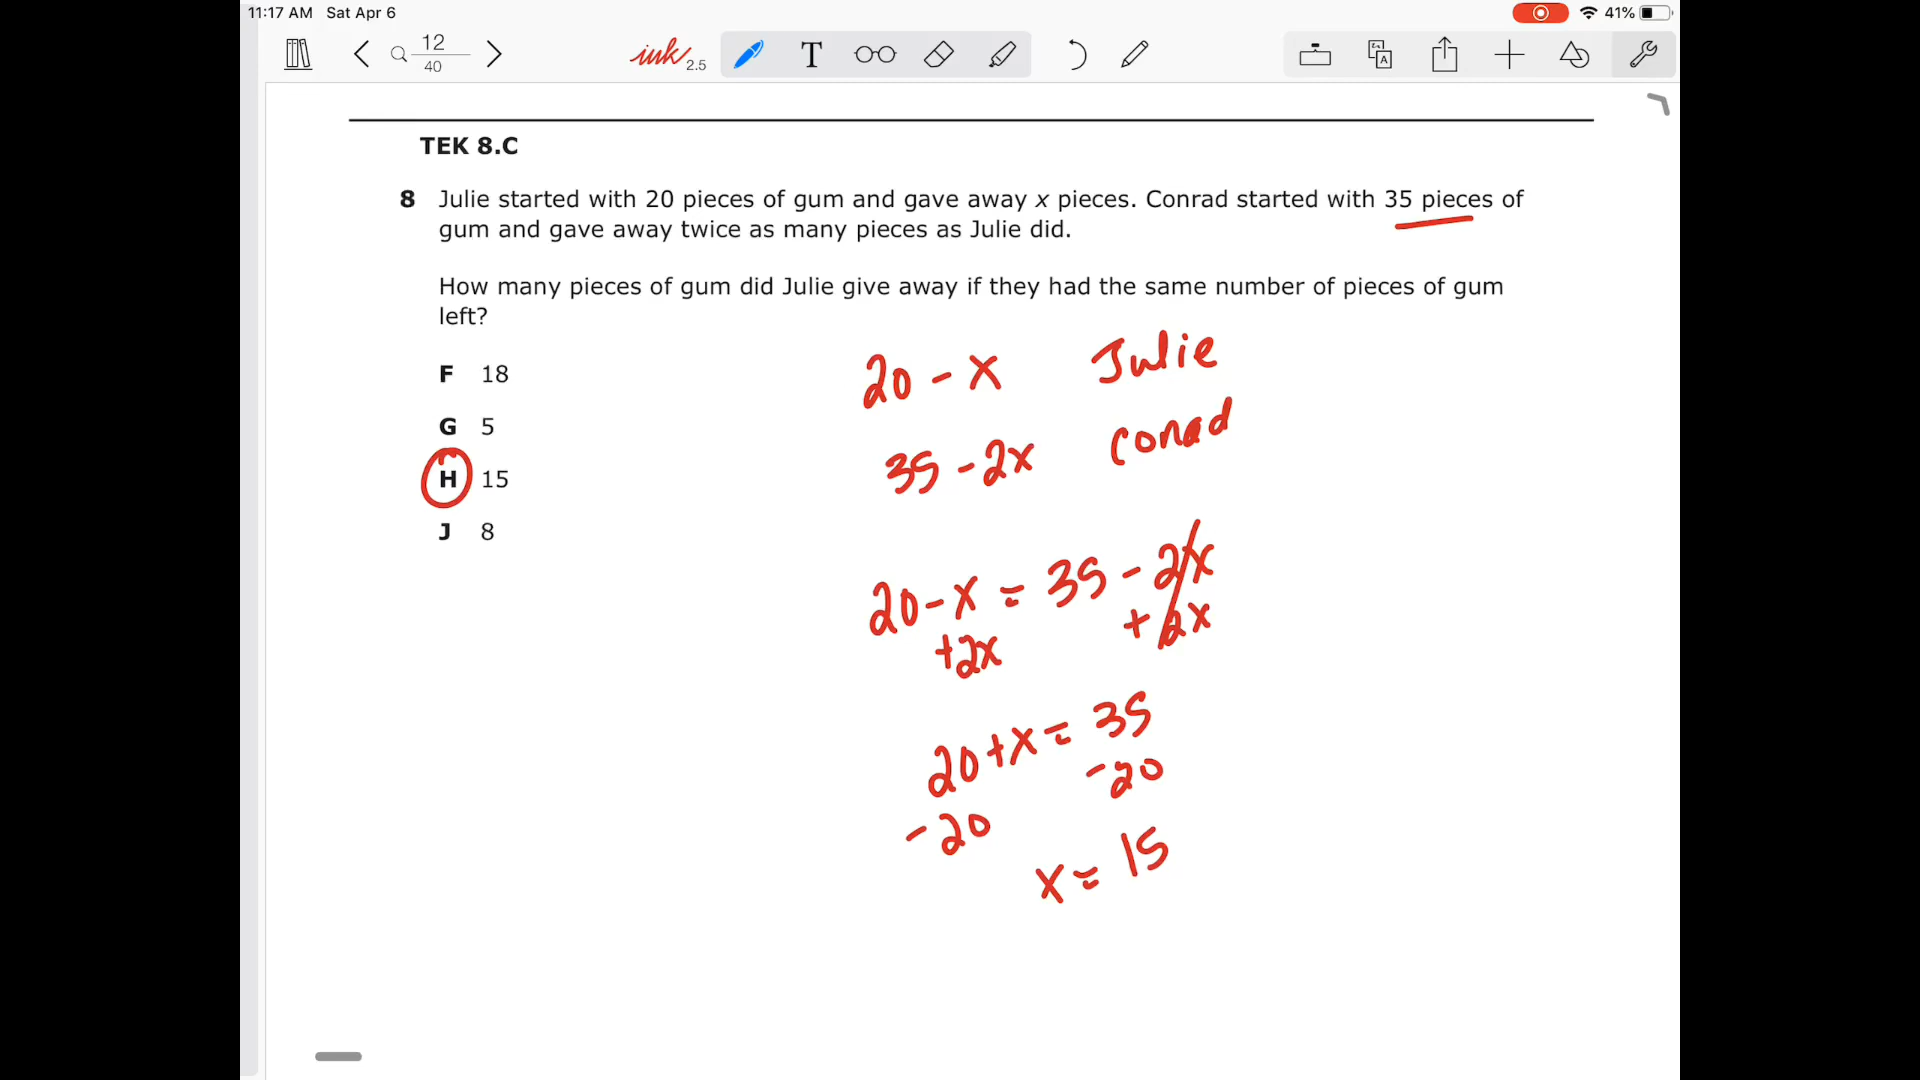 11:17 AM Sat Apr 6
41%
12
40
ink 2.5
T
TEK 8.C
8 Julie started with 20 pieces of gum and gave away x pieces. Conrad started with 35 pieces of
gum and gave away twice as many pieces as Julie did.
How many pieces of gum did Julie give away if they had the same number of pieces of gum
left?
F 18
G 5
H 15
J 8
20 - x Julie
35 - 2x Conad
20 - x = 35 - 2x
+2x + 2x
20 + x = 35
-20 -20
x = 15